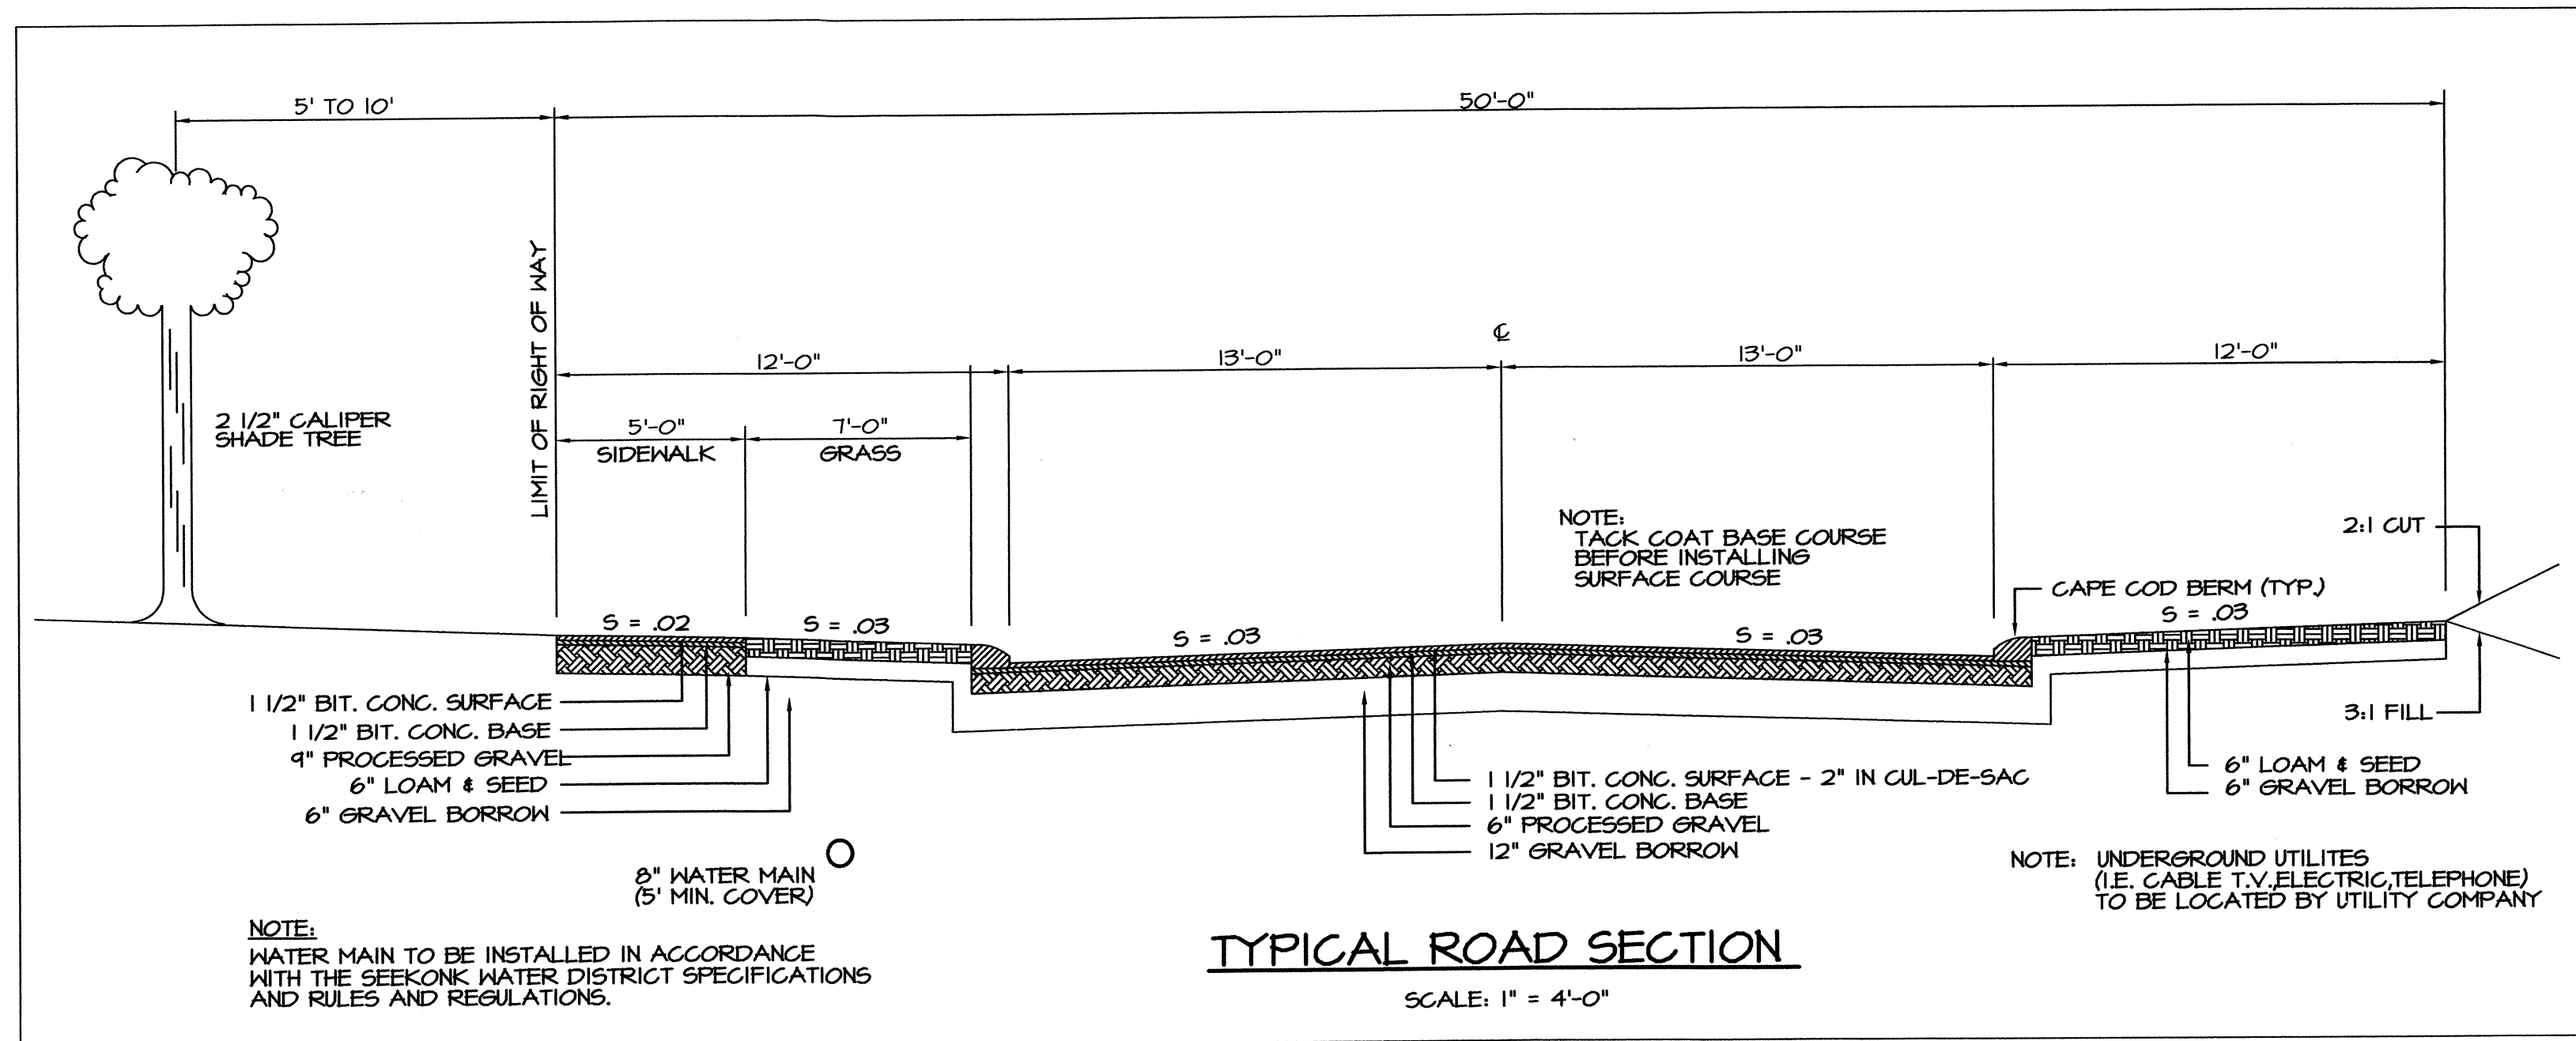 5' TO 10'
50'-0"
LIMIT OF RIGHT OF WAY
℄
12'-0"
13'-0"
13'-0"
12'-0"
2 1/2" CALIPER
SHADE TREE
5'-0"
SIDEWALK
7'-0"
GRASS
NOTE:
TACK COAT BASE COURSE
BEFORE INSTALLING
SURFACE COURSE
2:1 CUT
CAPE COD BERM (TYP.)
S = .02
S = .03
S = .03
S = .03
S = .03
1 1/2" BIT. CONC. SURFACE
1 1/2" BIT. CONC. BASE
9" PROCESSED GRAVEL
6" LOAM & SEED
6" GRAVEL BORROW
3:1 FILL
1 1/2" BIT. CONC. SURFACE - 2" IN CUL-DE-SAC
1 1/2" BIT. CONC. BASE
6" PROCESSED GRAVEL
12" GRAVEL BORROW
6" LOAM & SEED
6" GRAVEL BORROW
8" WATER MAIN
(5' MIN. COVER)
NOTE: UNDERGROUND UTILITES
(I.E. CABLE T.V.,ELECTRIC,TELEPHONE)
TO BE LOCATED BY UTILITY COMPANY
NOTE:
WATER MAIN TO BE INSTALLED IN ACCORDANCE
WITH THE SEEKONK WATER DISTRICT SPECIFICATIONS
AND RULES AND REGULATIONS.
TYPICAL ROAD SECTION
SCALE: 1" = 4'-0"